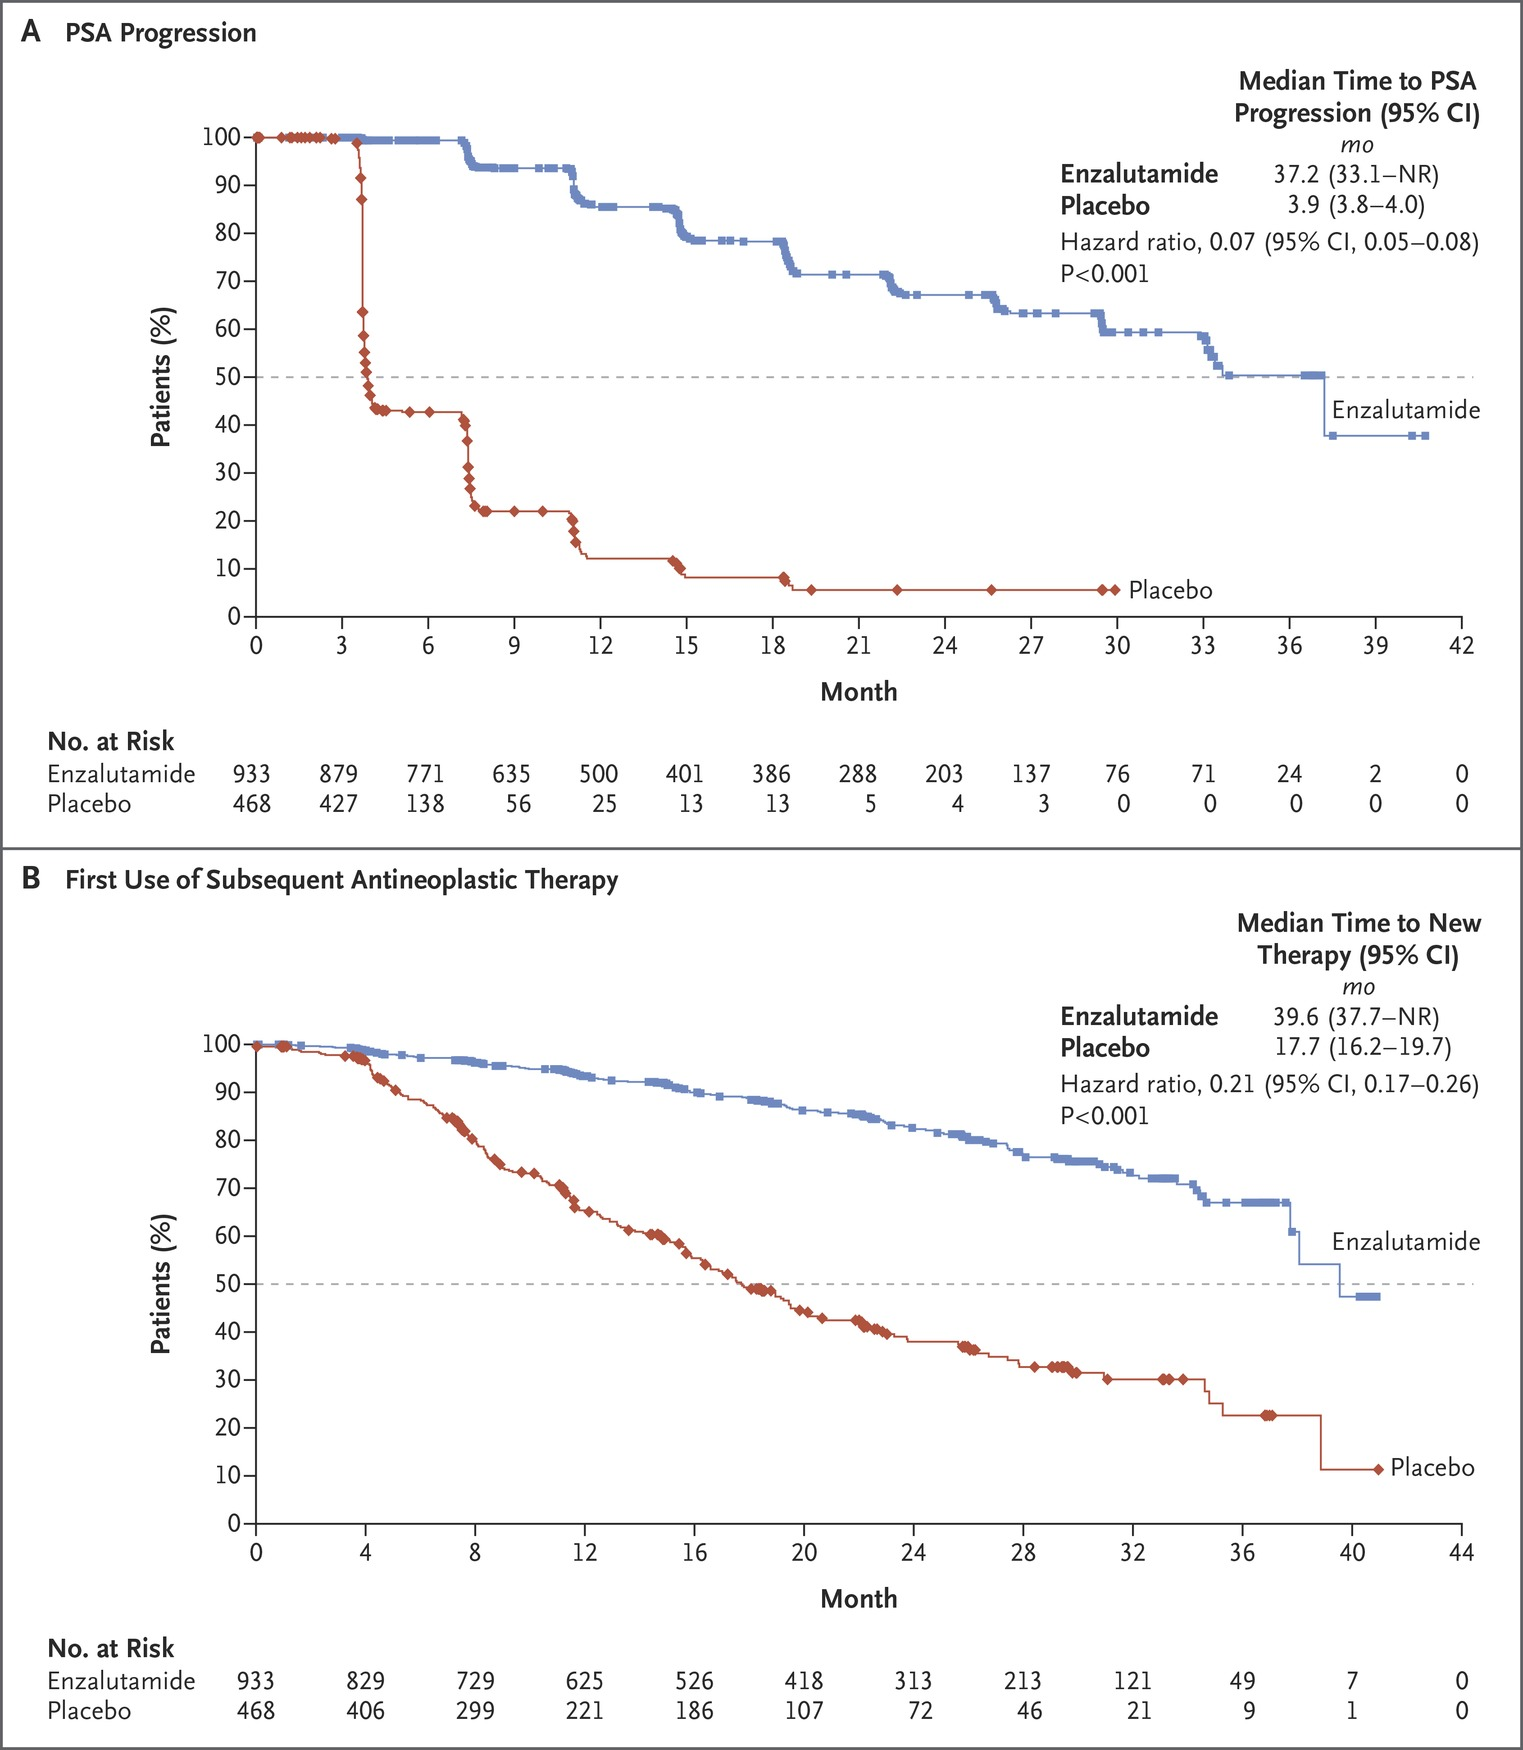 A PSA Progression
Median Time to PSA
Progression (95% CI)
mo
Enzalutamide 37.2 (33.1–NR)
Placebo 3.9 (3.8–4.0)
Hazard ratio, 0.07 (95% CI, 0.05–0.08)
P<0.001
100
90
80
70
60
50
40
30
20
10
0
Patients (%)
Enzalutamide
Placebo
0 3 6 9 12 15 18 21 24 27 30 33 36 39 42
Month
No. at Risk
Enzalutamide 933 879 771 635 500 401 386 288 203 137 76 71 24 2 0
Placebo 468 427 138 56 25 13 13 5 4 3 0 0 0 0 0
B First Use of Subsequent Antineoplastic Therapy
Median Time to New
Therapy (95% CI)
mo
Enzalutamide 39.6 (37.7–NR)
Placebo 17.7 (16.2–19.7)
Hazard ratio, 0.21 (95% CI, 0.17–0.26)
P<0.001
100
90
80
70
60
50
40
30
20
10
0
Patients (%)
Enzalutamide
Placebo
0 4 8 12 16 20 24 28 32 36 40 44
Month
No. at Risk
Enzalutamide 933 829 729 625 526 418 313 213 121 49 7 0
Placebo 468 406 299 221 186 107 72 46 21 9 1 0